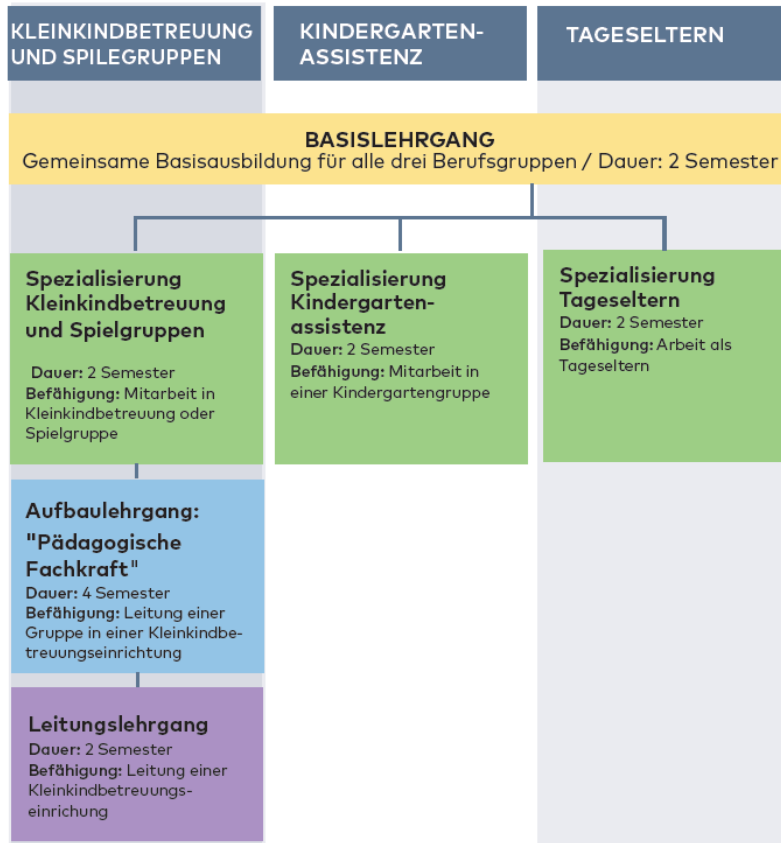 KLEINKINDBETREUUNG
UND SPILEGRUPPEN
KINDERGARTEN-
ASSISTENZ
TAGESELTERN
BASISLEHRGANG
Gemeinsame Basisausbildung für alle drei Berufsgruppen / Dauer: 2 Semester
Spezialisierung
Kleinkindbetreuung
und Spielgruppen
Dauer: 2 Semester
Befähigung: Mitarbeit in
Kleinkindbetreuung oder
Spielgruppe
Spezialisierung
Kindergarten-
assistenz
Dauer: 2 Semester
Befähigung: Mitarbeit in
einer Kindergartengruppe
Spezialisierung
Tageseltern
Dauer: 2 Semester
Befähigung: Arbeit als
Tageseltern
Aufbaulehrgang:
"Pädagogische
Fachkraft"
Dauer: 4 Semester
Befähigung: Leitung einer
Gruppe in einer Kleinkindbe-
treuungseinrichtung
Leitungslehrgang
Dauer: 2 Semester
Befähigung: Leitung einer
Kleinkindbetreuungs-
einrichung